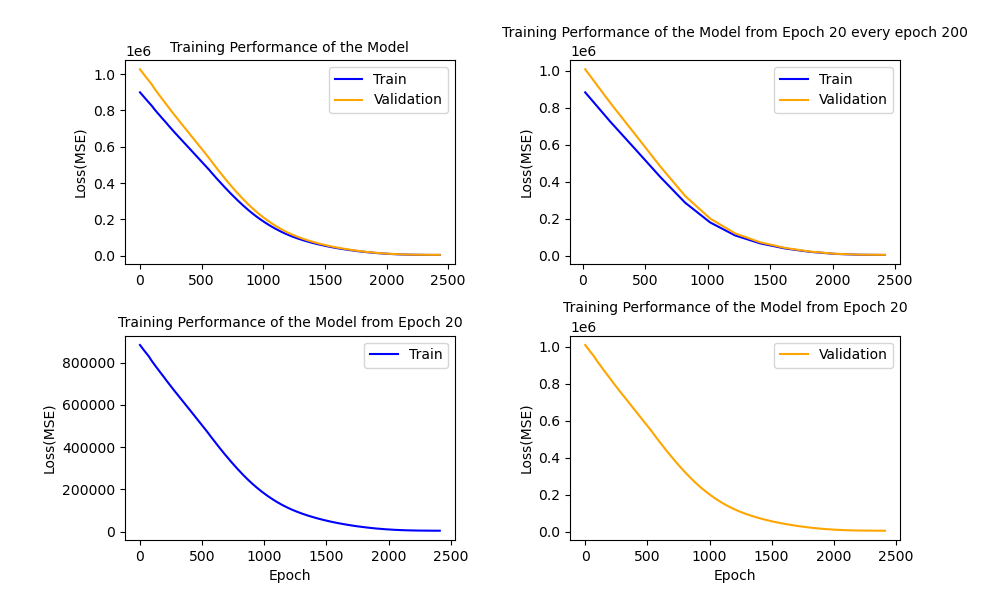 Training Performance of the Model
1e6
Loss(MSE)
1.0
0.8
0.6
0.4
0.2
0.0
0
500
1000
1500
2000
2500
Train
Validation
Training Performance of the Model from Epoch 20 every epoch 200
1e6
Loss(MSE)
1.0
0.8
0.6
0.4
0.2
0.0
0
500
1000
1500
2000
2500
Train
Validation
Training Performance of the Model from Epoch 20
Loss(MSE)
800000
600000
400000
200000
0
0
500
1000
1500
2000
2500
Epoch
Train
Training Performance of the Model from Epoch 20
1e6
Loss(MSE)
1.0
0.8
0.6
0.4
0.2
0.0
0
500
1000
1500
2000
2500
Epoch
Validation